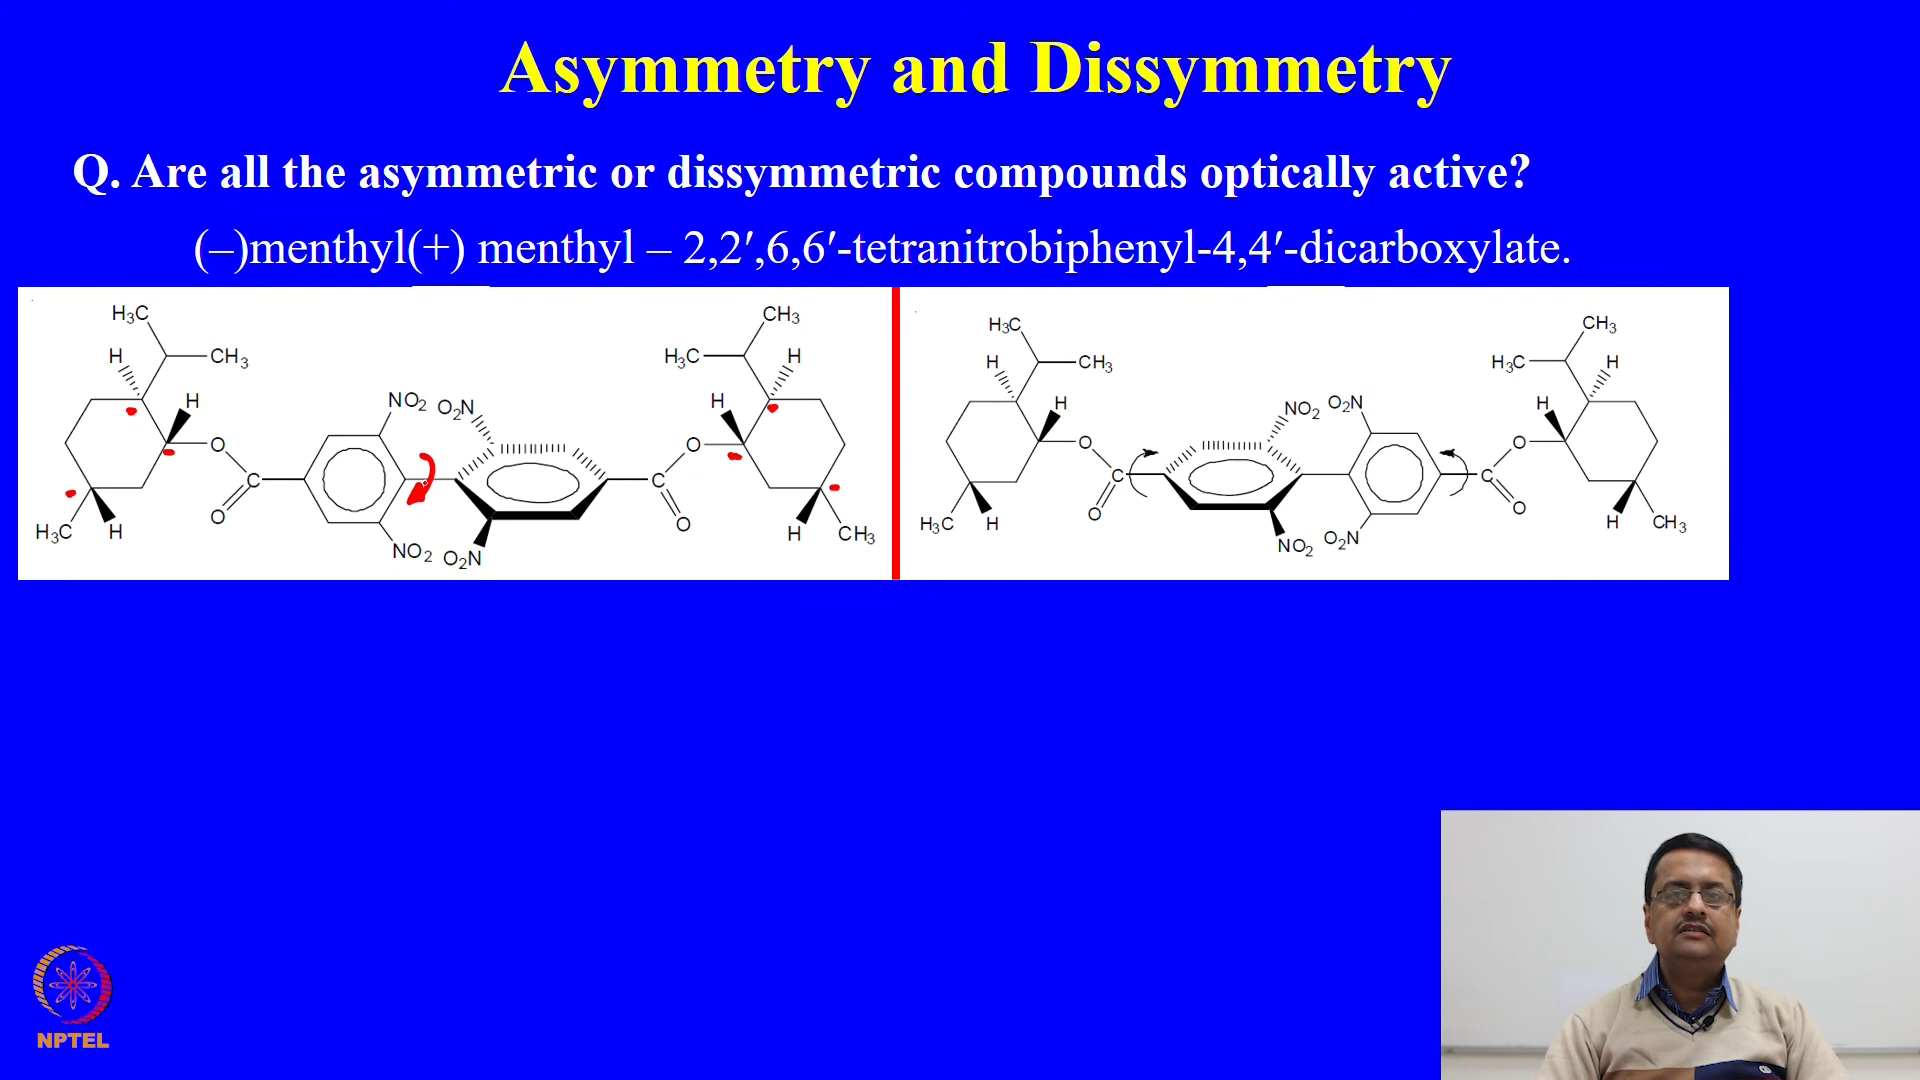 Asymmetry and Dissymmetry
Q. Are all the asymmetric or dissymmetric compounds optically active?
(–)menthyl(+) menthyl – 2,2′,6,6′-tetranitrobiphenyl-4,4′-dicarboxylate.
H3C CH3 H3C CH3
H CH3 H3C H H CH3 H3C H
H NO2 O2N H H NO2 O2N H
O O O O
C C C C
O O O O
H3C H NO2 O2N H CH3 H3C H NO2 O2N H CH3
NPTEL